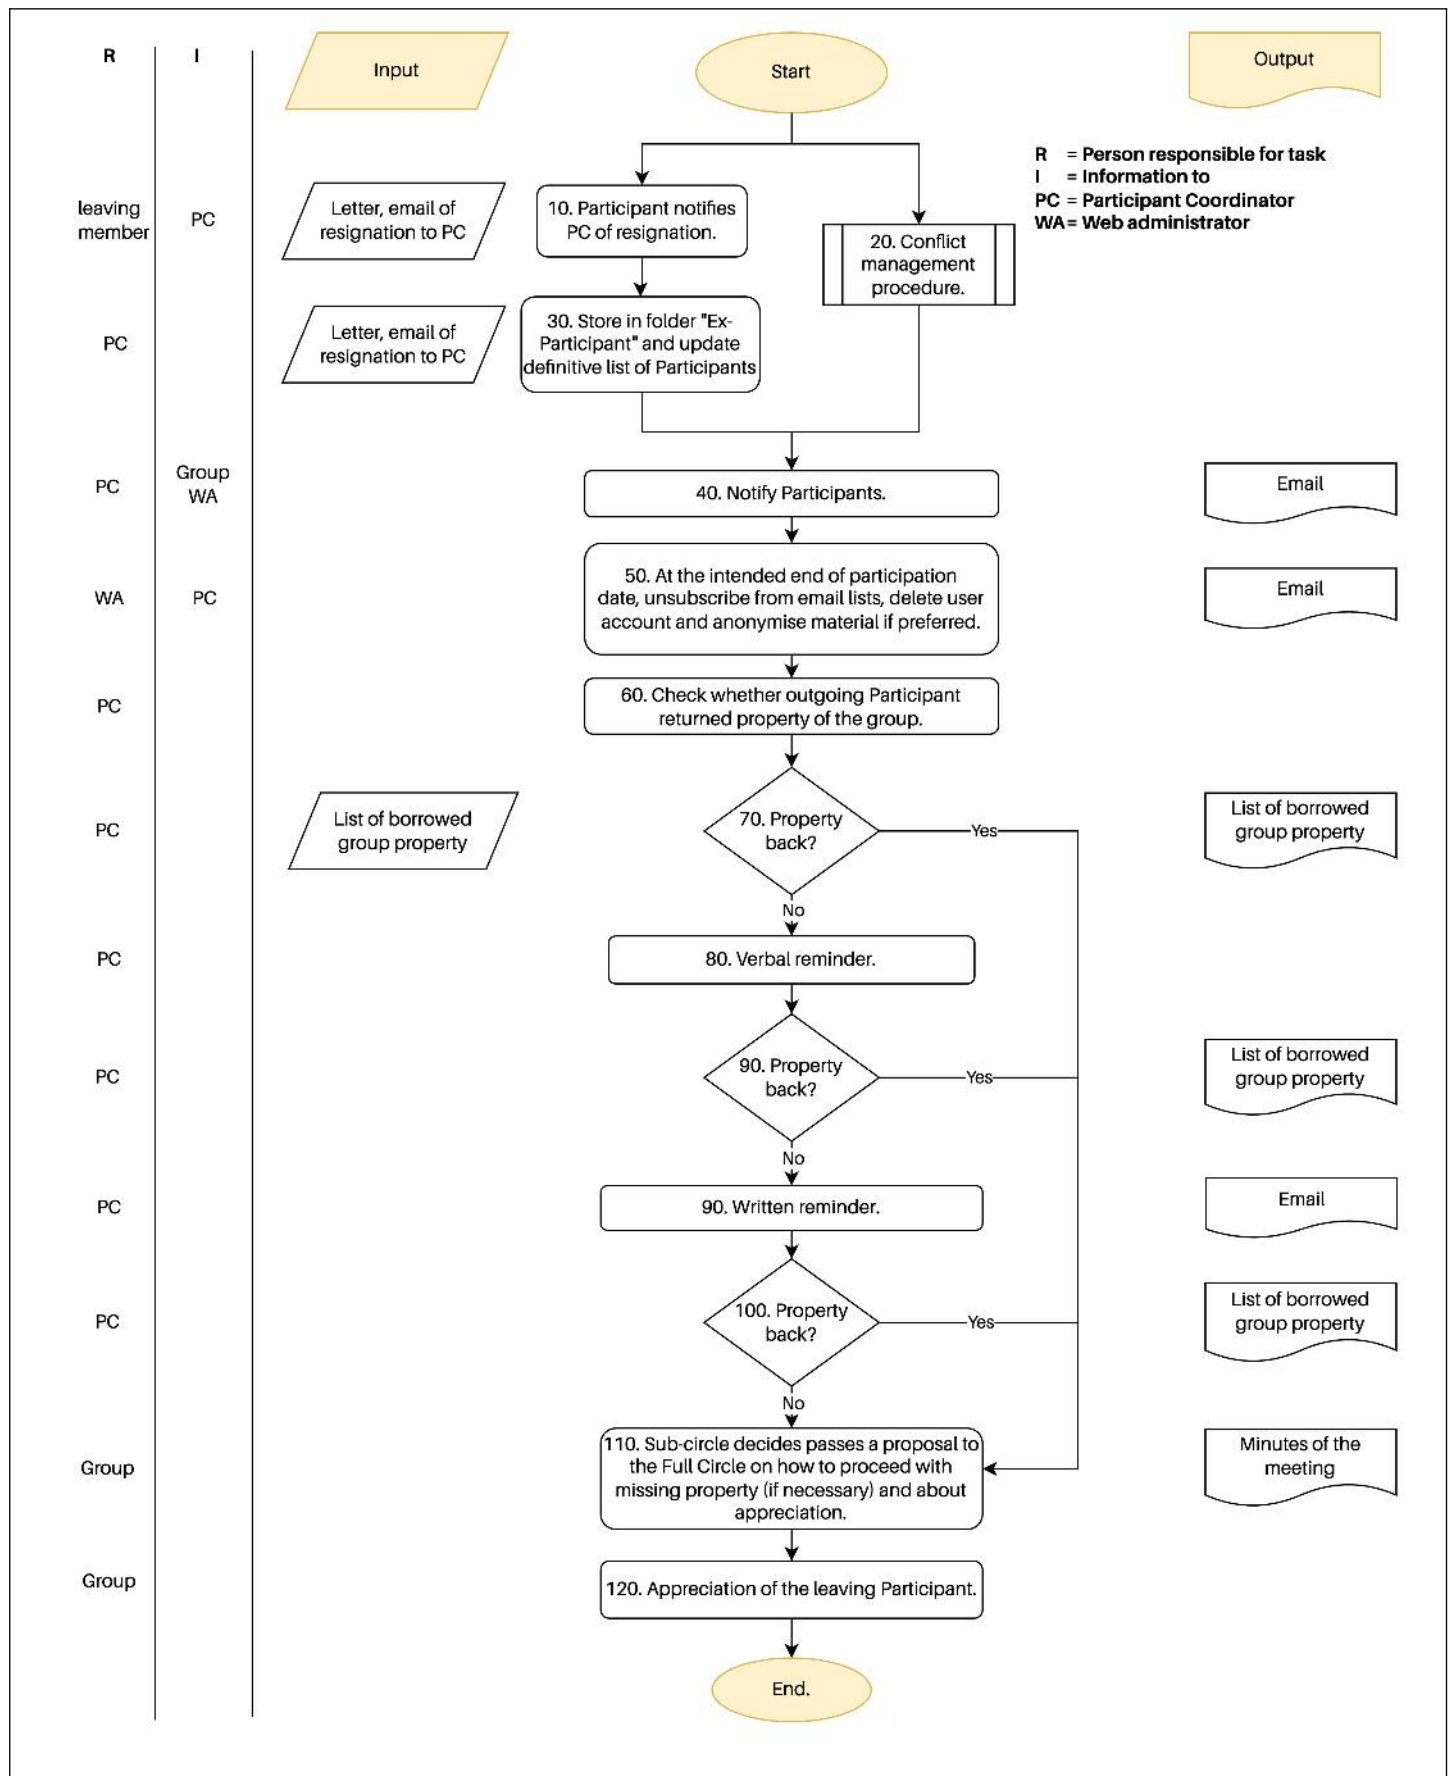 R
I
Input
Start
Output
R = Person responsible for task
I = Information to
PC = Participant Coordinator
WA= Web administrator
leaving
member
PC
Letter, email of
resignation to PC
10. Participant notifies
PC of resignation.
20. Conflict
management
procedure.
PC
Letter, email of
resignation to PC
30. Store in folder "Ex-
Participant" and update
definitive list of Participants
PC
Group
WA
40. Notify Participants.
Email
WA
PC
50. At the intended end of participation
date, unsubscribe from email lists, delete user
account and anonymise material if preferred.
Email
PC
60. Check whether outgoing Participant
returned property of the group.
PC
List of borrowed
group property
70. Property
back?
Yes
List of borrowed
group property
No
PC
80. Verbal reminder.
PC
90. Property
back?
Yes
List of borrowed
group property
No
PC
90. Written reminder.
Email
PC
100. Property
back?
Yes
List of borrowed
group property
No
Group
110. Sub-circle decides passes a proposal to
the Full Circle on how to proceed with
missing property (if necessary) and about
appreciation.
Minutes of the
meeting
Group
120. Appreciation of the leaving Participant.
End.